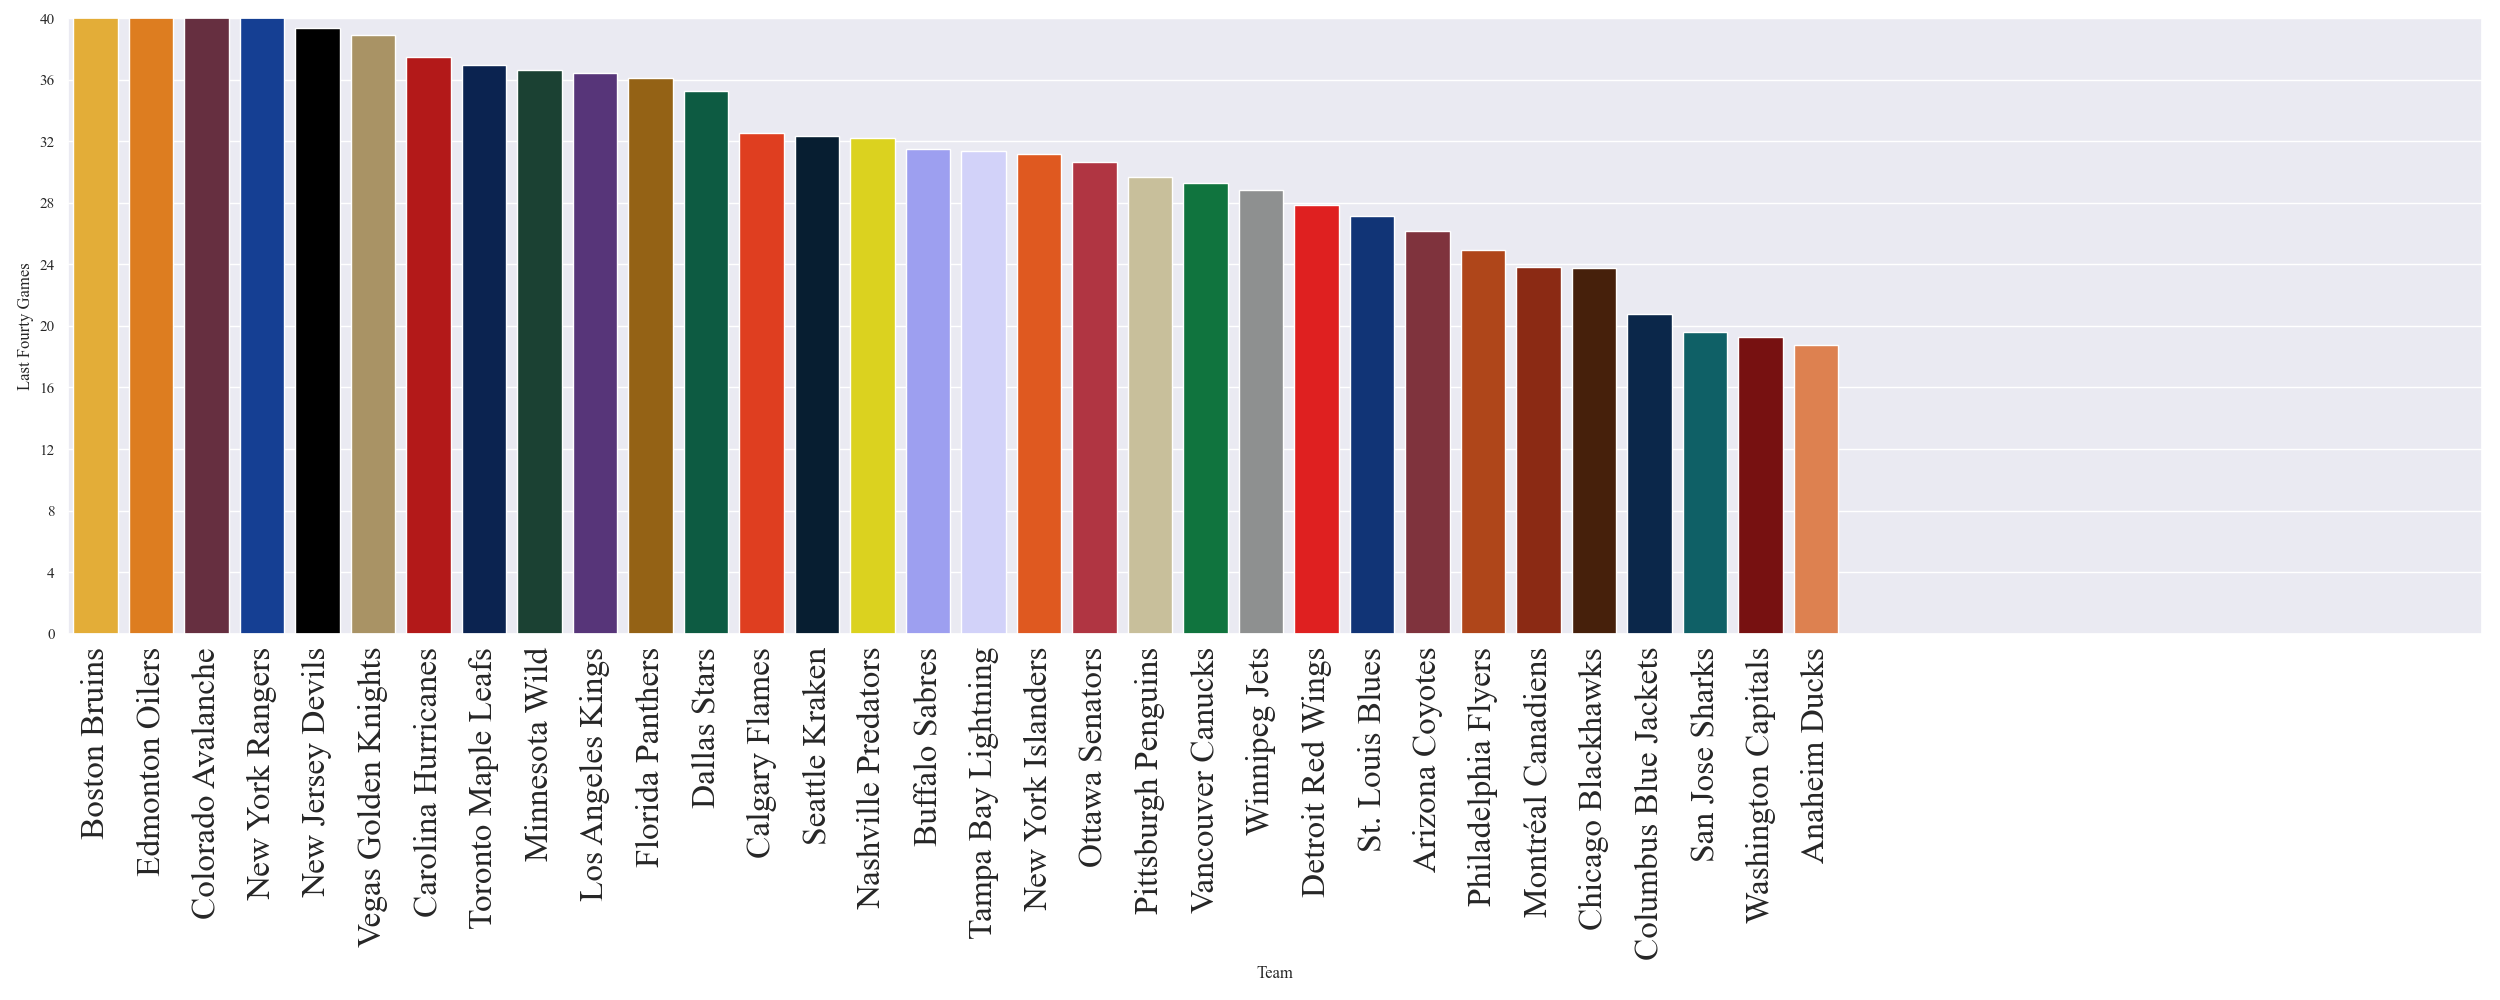 40
36
32
28
24
20
16
12
8
4
0
Last Fourty Games
Boston Bruins
Edmonton Oilers
Colorado Avalanche
New York Rangers
New Jersey Devils
Vegas Golden Knights
Carolina Hurricanes
Toronto Maple Leafs
Minnesota Wild
Los Angeles Kings
Florida Panthers
Dallas Stars
Calgary Flames
Seattle Kraken
Nashville Predators
Buffalo Sabres
Tampa Bay Lightning
New York Islanders
Ottawa Senators
Pittsburgh Penguins
Vancouver Canucks
Winnipeg Jets
Detroit Red Wings
St. Louis Blues
Arizona Coyotes
Philadelphia Flyers
Montréal Canadiens
Chicago Blackhawks
Columbus Blue Jackets
San Jose Sharks
Washington Capitals
Anaheim Ducks
Team